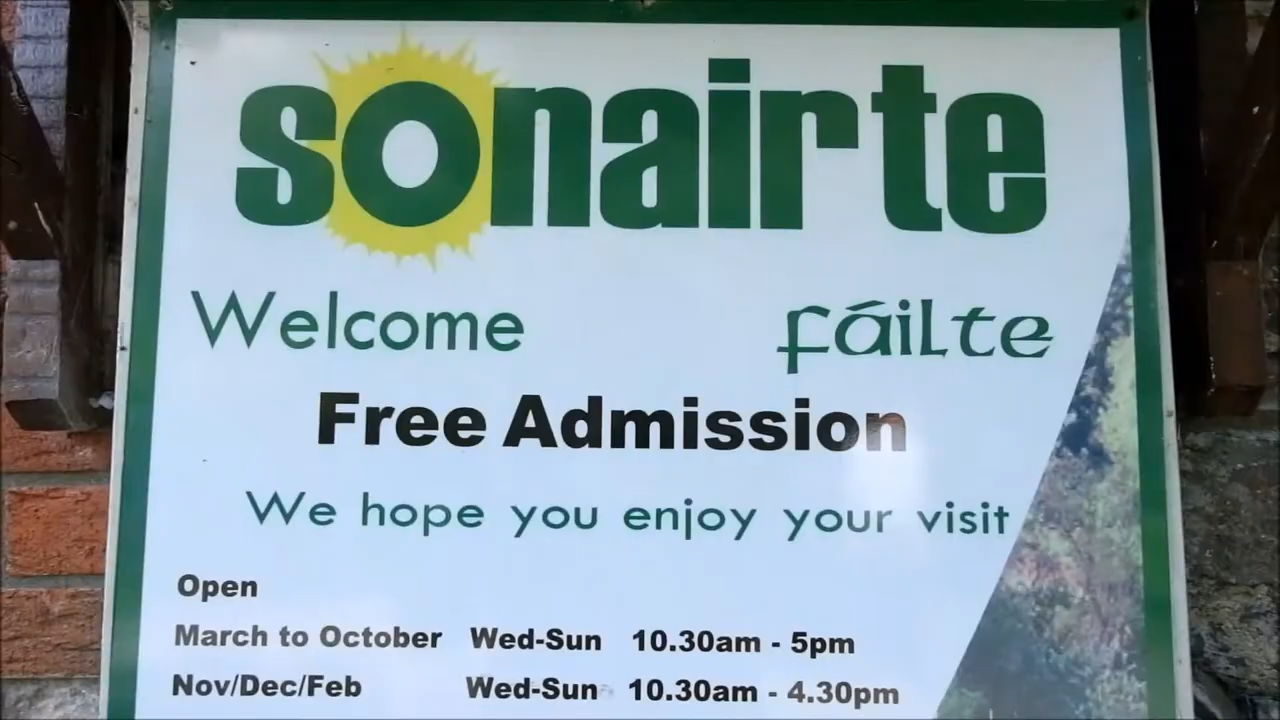 sonairte
Welcome fáilte
Free Admission
We hope you enjoy your visit
Open
March to October Wed-Sun 10.30am - 5pm
Nov/Dec/Feb Wed-Sun 10.30am - 4.30pm